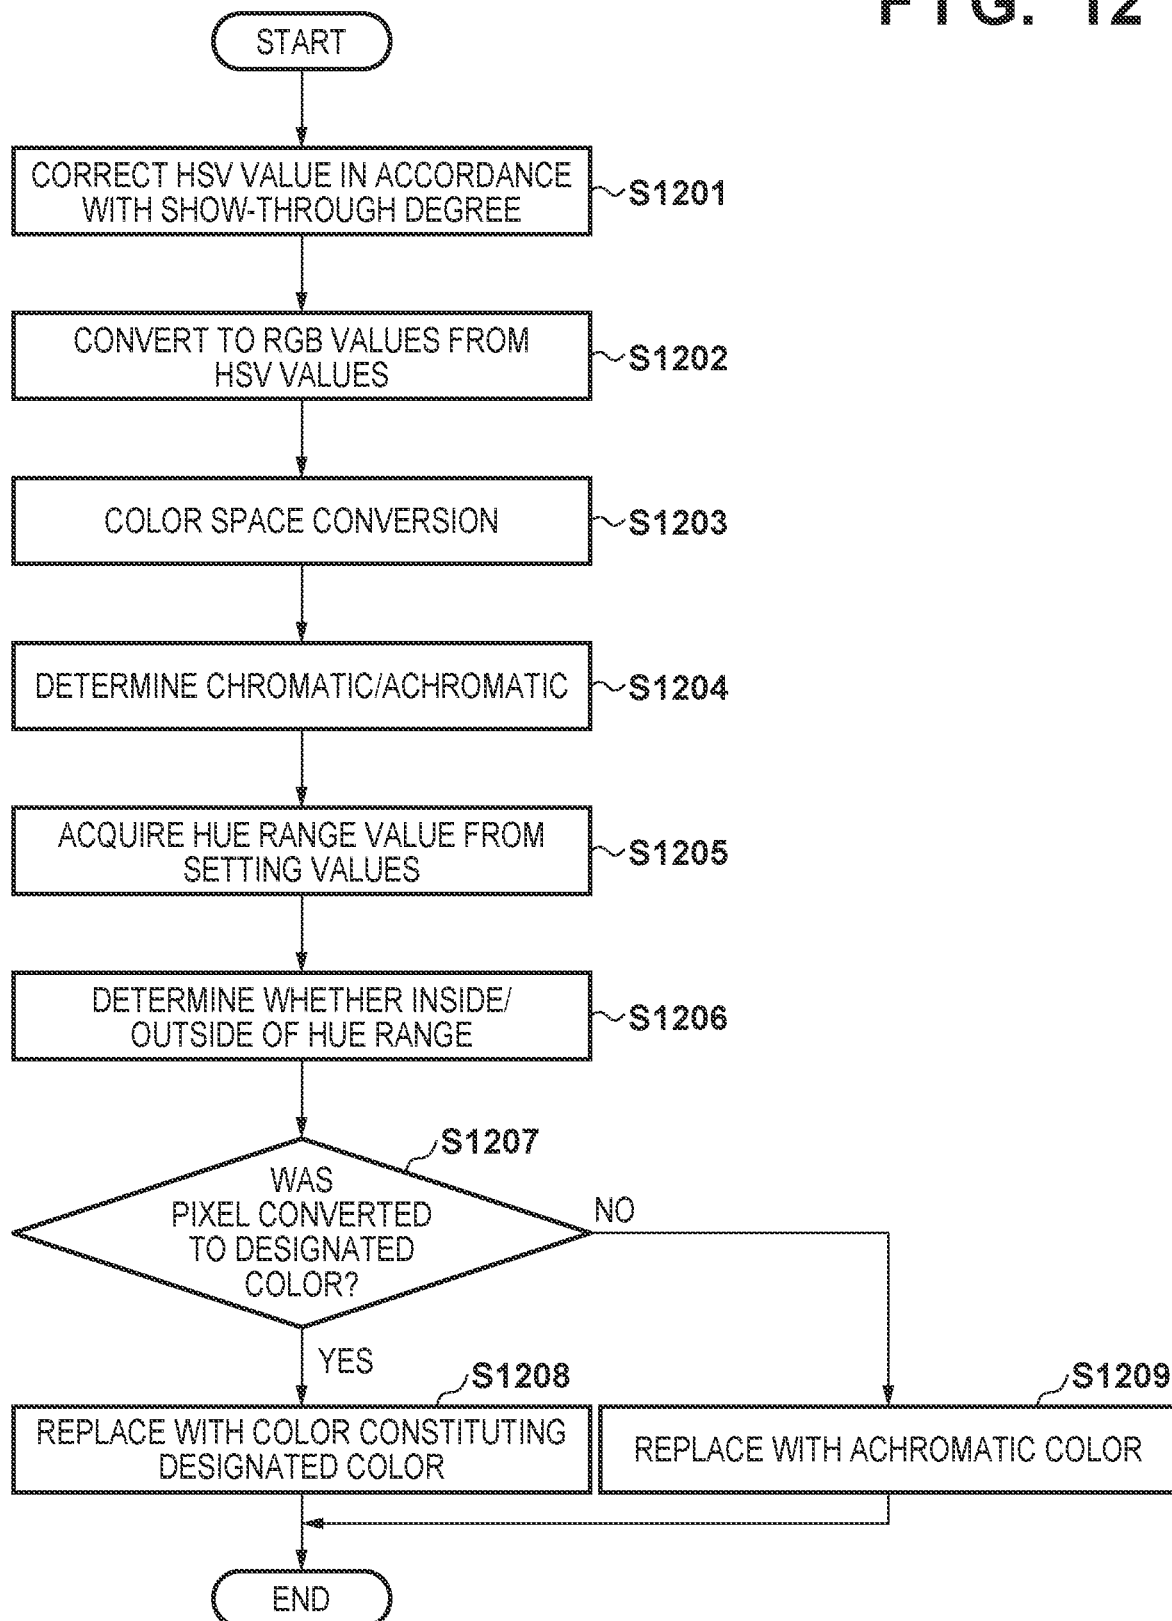 FIG. 12
START
CORRECT HSV VALUE IN ACCORDANCE
WITH SHOW-THROUGH DEGREE
S1201
CONVERT TO RGB VALUES FROM
HSV VALUES
S1202
COLOR SPACE CONVERSION
S1203
DETERMINE CHROMATIC/ACHROMATIC
S1204
ACQUIRE HUE RANGE VALUE FROM
SETTING VALUES
S1205
DETERMINE WHETHER INSIDE/
OUTSIDE OF HUE RANGE
S1206
S1207
WAS
PIXEL CONVERTED
TO DESIGNATED
COLOR?
NO
YES
S1208
REPLACE WITH COLOR CONSTITUTING
DESIGNATED COLOR
S1209
REPLACE WITH ACHROMATIC COLOR
END